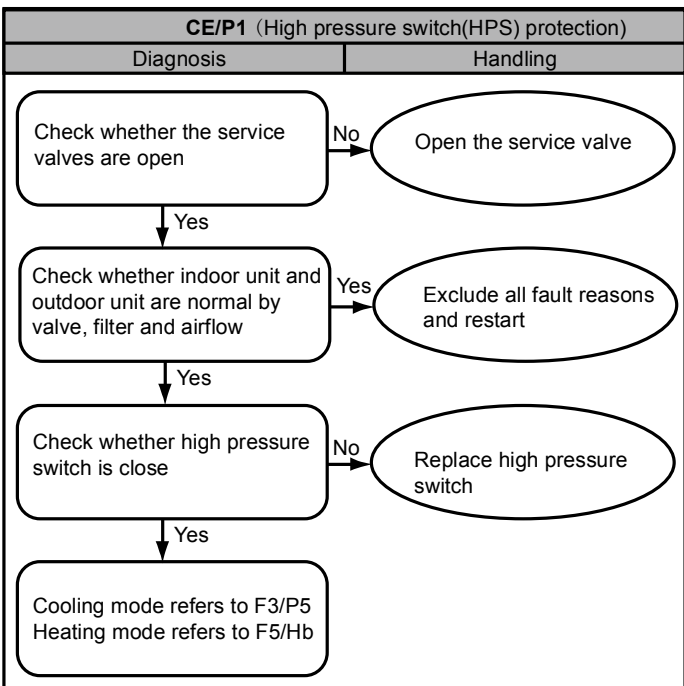 CE/P1（High pressure switch(HPS) protection)
Diagnosis
Handling
Check whether the service
valves are open
No
Open the service valve
Yes
Check whether indoor unit and
outdoor unit are normal by
valve, filter and airflow
Yes
Exclude all fault reasons
and restart
Yes
Check whether high pressure
switch is close
No
Replace high pressure
switch
Yes
Cooling mode refers to F3/P5
Heating mode refers to F5/Hb